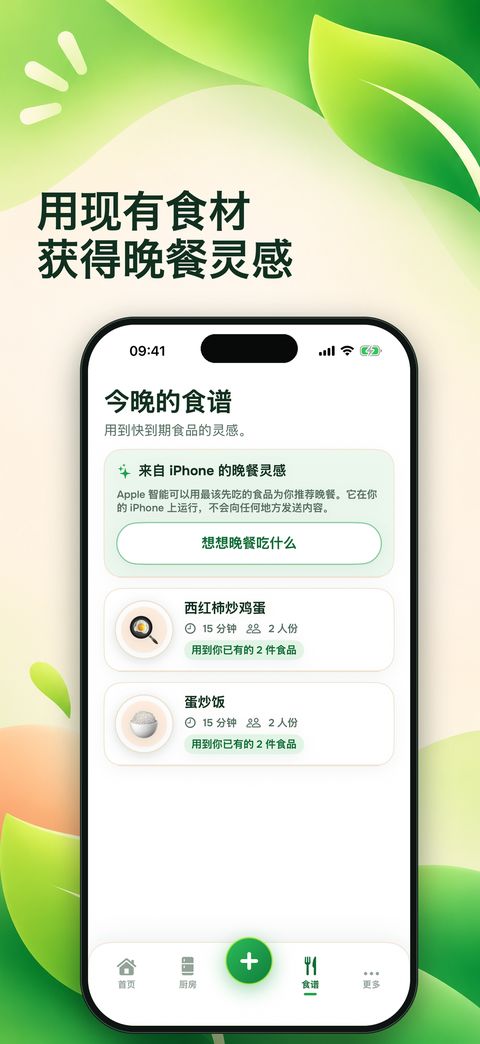 用现有食材
获得晚餐灵感
09:41
今晚的食谱
用到快到期食品的灵感。
来自 iPhone 的晚餐灵感
Apple 智能可以用最该先吃的食品为你推荐晚餐。它在你
的 iPhone 上运行，不会向任何地方发送内容。
想想晚餐吃什么
西红柿炒鸡蛋
15 分钟 2 人份
用到你已有的 2 件食品
蛋炒饭
15 分钟 2 人份
用到你已有的 2 件食品
首页 厨房 食谱 更多